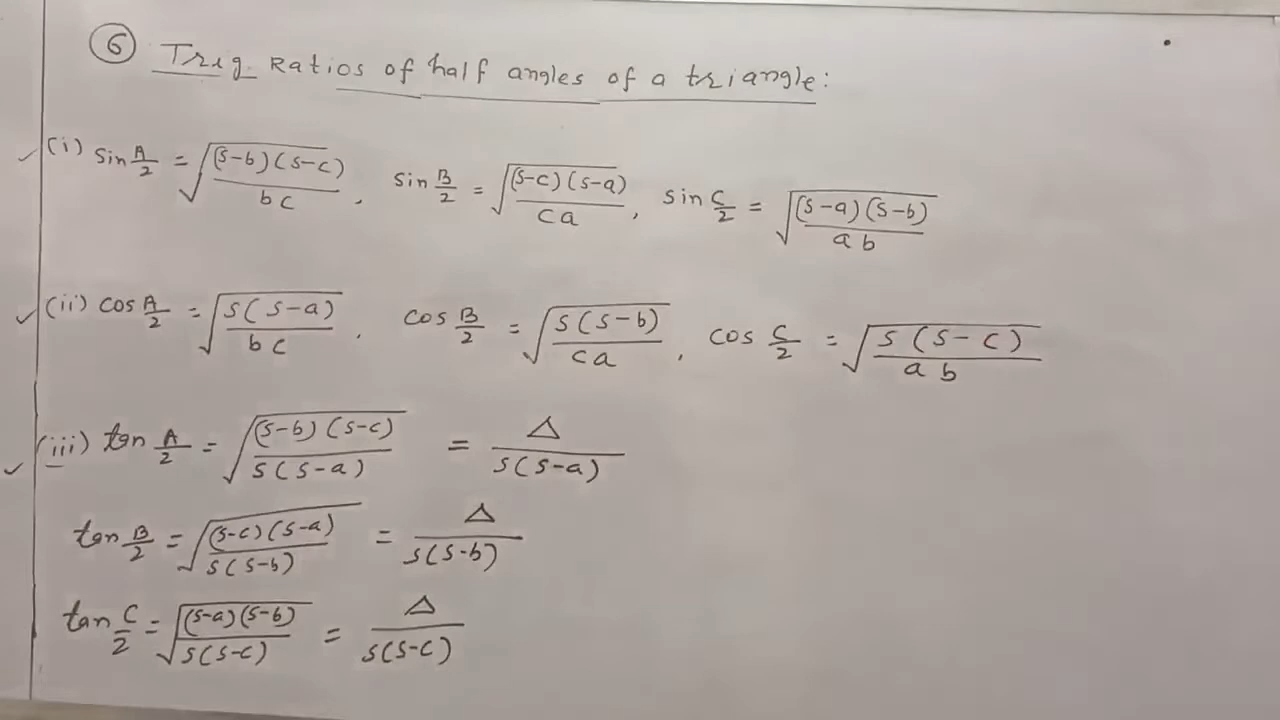 ⑥ Trig. Ratios of half angles of a triangle:
(i) sin A/2 = √((s-b)(s-c)/bc), sin B/2 = √((s-c)(s-a)/ca), sin C/2 = √((s-a)(s-b)/ab)
(ii) cos A/2 = √(s(s-a)/bc), cos B/2 = √(s(s-b)/ca), cos C/2 = √(s(s-c)/ab)
(iii) tan A/2 = √((s-b)(s-c)/s(s-a)) = Δ/s(s-a)
tan B/2 = √((s-c)(s-a)/s(s-b)) = Δ/s(s-b)
tan C/2 = √((s-a)(s-b)/s(s-c)) = Δ/s(s-c)